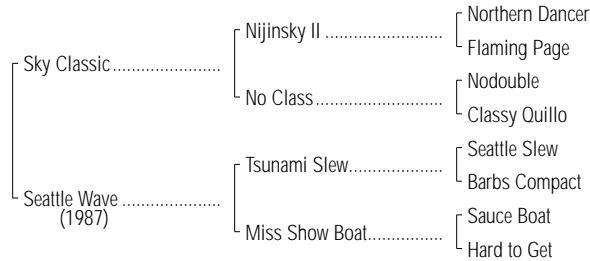 Northern Dancer
Nijinsky II ........................
Flaming Page
Sky Classic......................
Nodouble
No Class..........................
Classy Quillo
Seattle Slew
Tsunami Slew...................
Barbs Compact
Seattle Wave ....................
(1987)
Sauce Boat
Miss Show Boat...............
Hard to Get